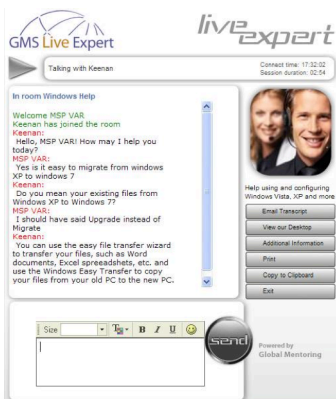 GMS Live Expert
live expert
Talking with Keenan
Connect time: 17:32:02
Session duration: 02:54
In room Windows Help
Welcome MSP VAR
Keenan has joined the room
Keenan:
Hello, MSP VAR! How may I help you
today?
MSP VAR:
Yes is it easy to migrate from windows
XP to windows 7
Keenan:
Do you mean your existing files from
Windows XP to Windows 7?
MSP VAR:
I should have said Upgrade instead of
Migrate
Keenan:
You can use the easy file transfer wizard
to transfer your files, such as Word
documents, Excel spreadsheets, etc. and
use the Windows Easy Transfer to copy
your files from your old PC to the new PC.
Help using and configuring
Windows Vista, XP and more
Email Transcript
View our Desktop
Additional Information
Print
Copy to Clipboard
Exit
Size
B I U
send
Powered by
Global Mentoring